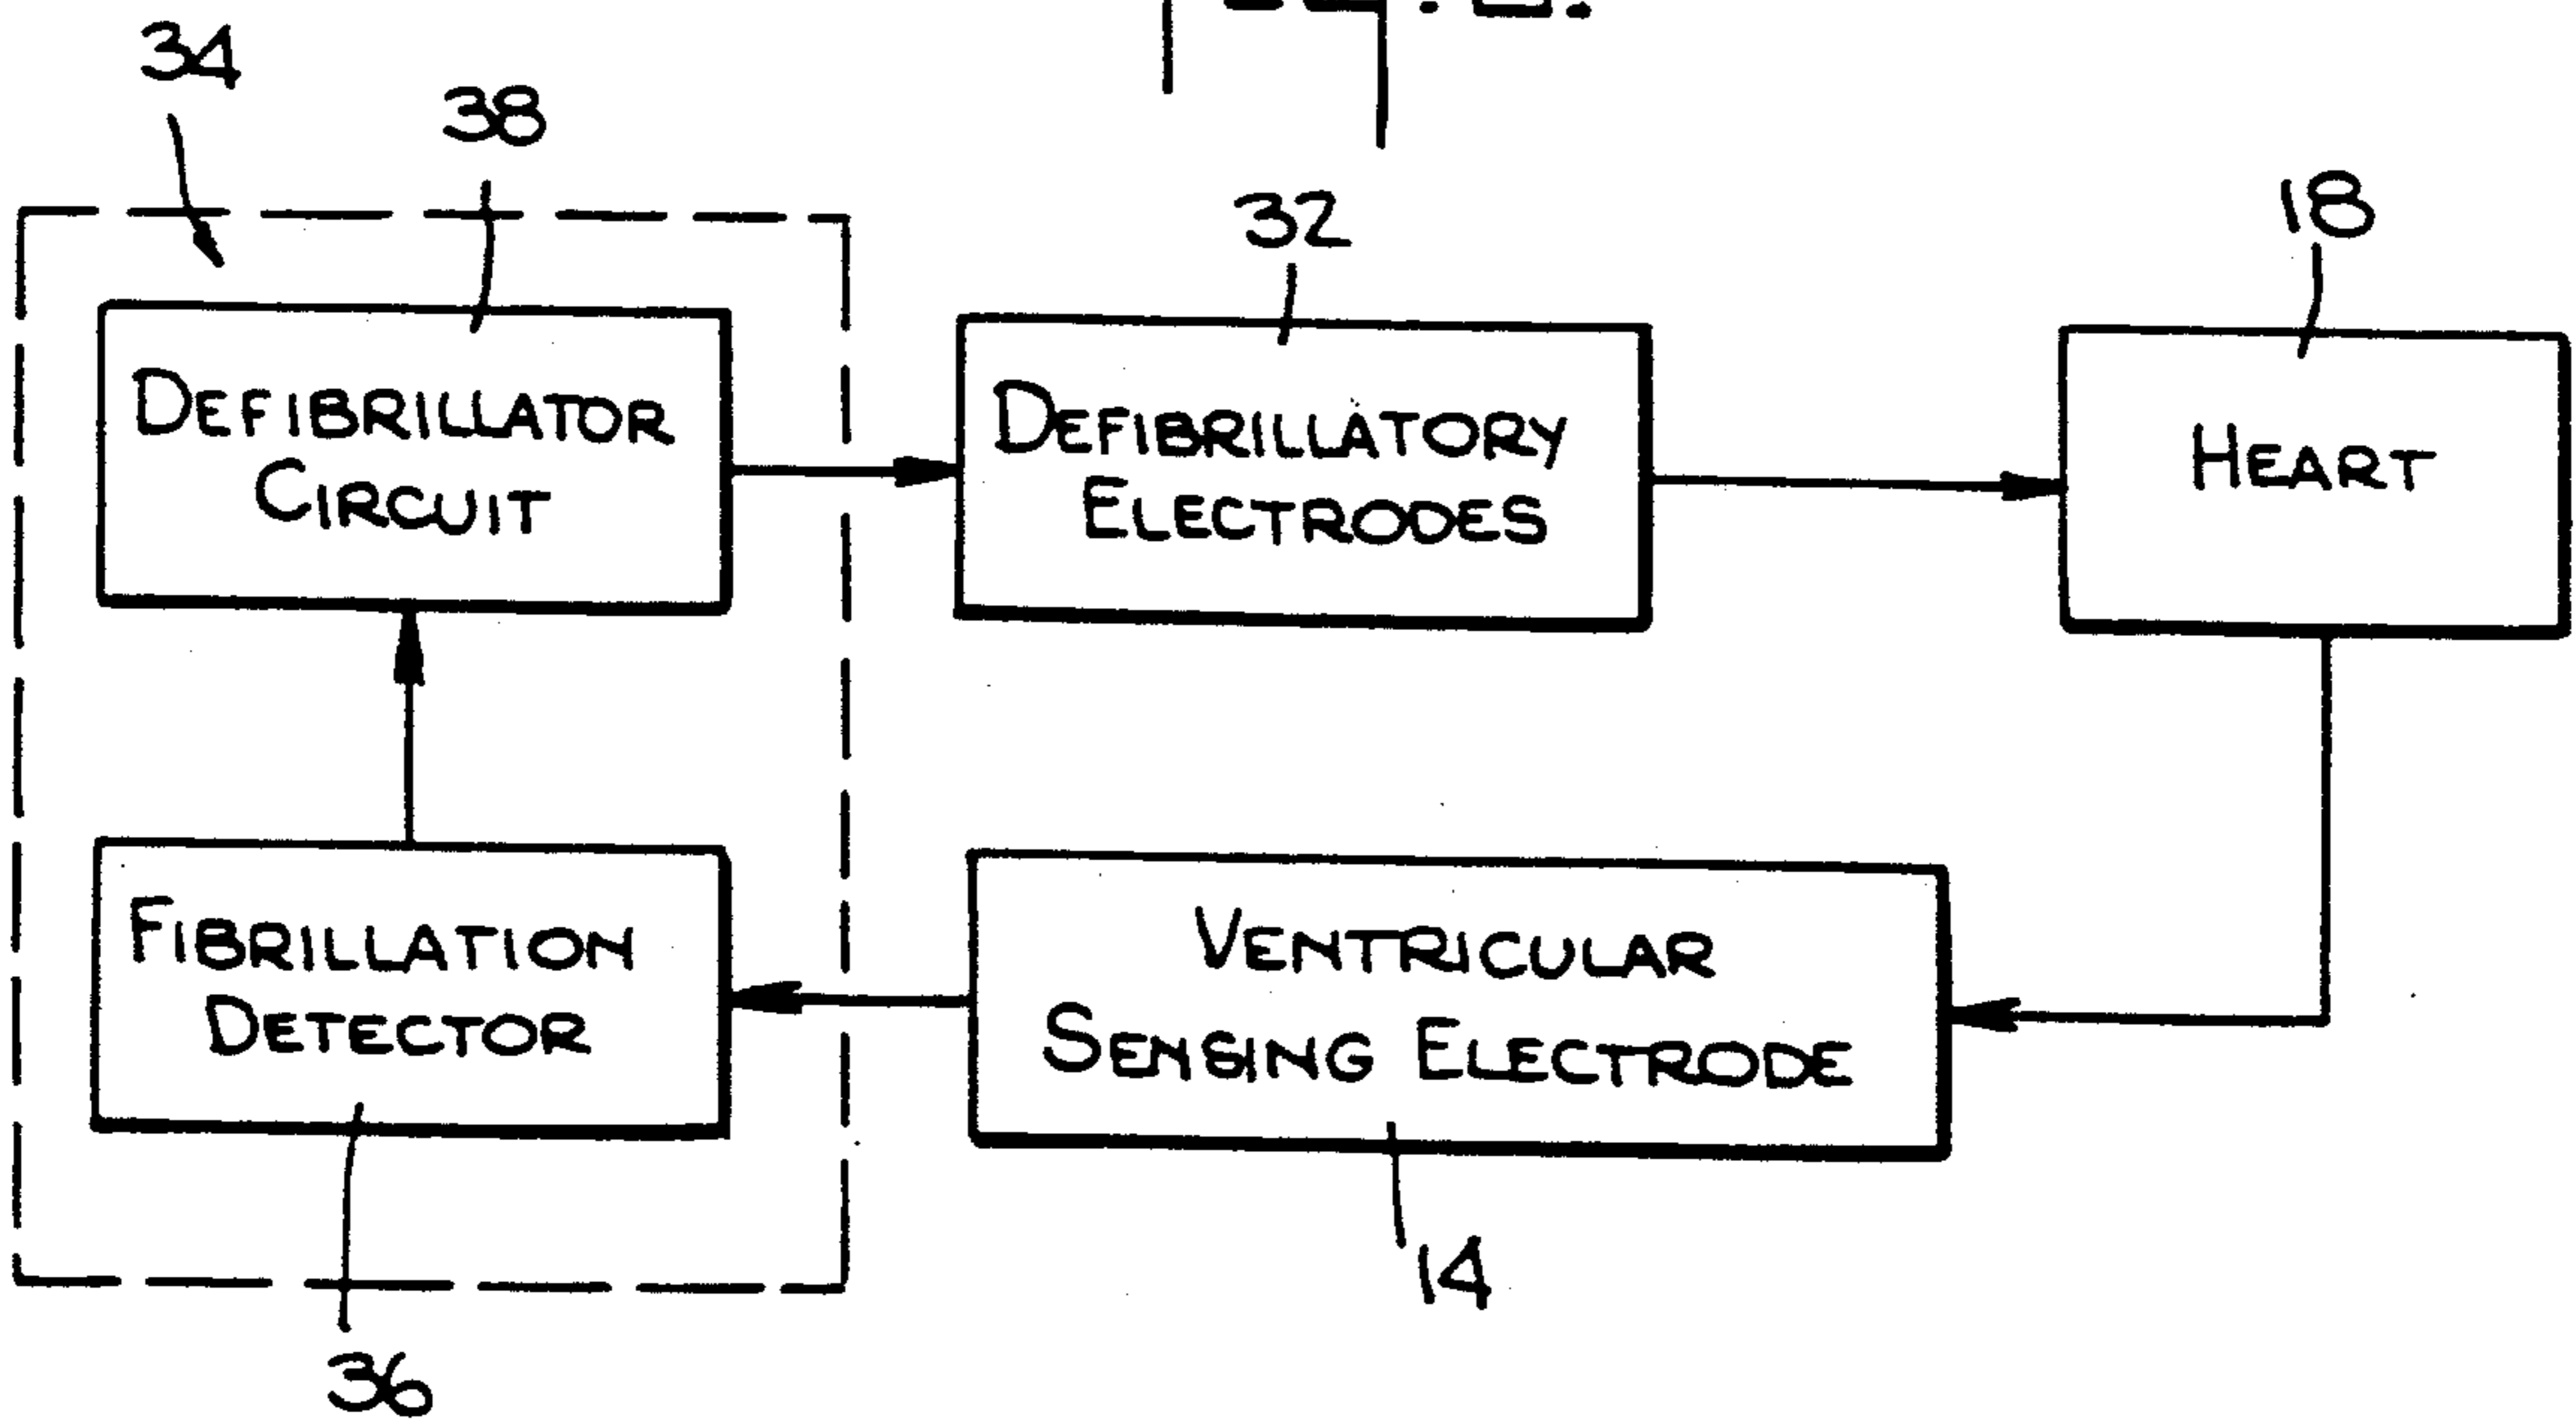 34
38
32
18
DEFIBRILLATOR
CIRCUIT
DEFIBRILLATORY
ELECTRODES
HEART
FIBRILLATION
DETECTOR
VENTRICULAR
SENSING ELECTRODE
14
36